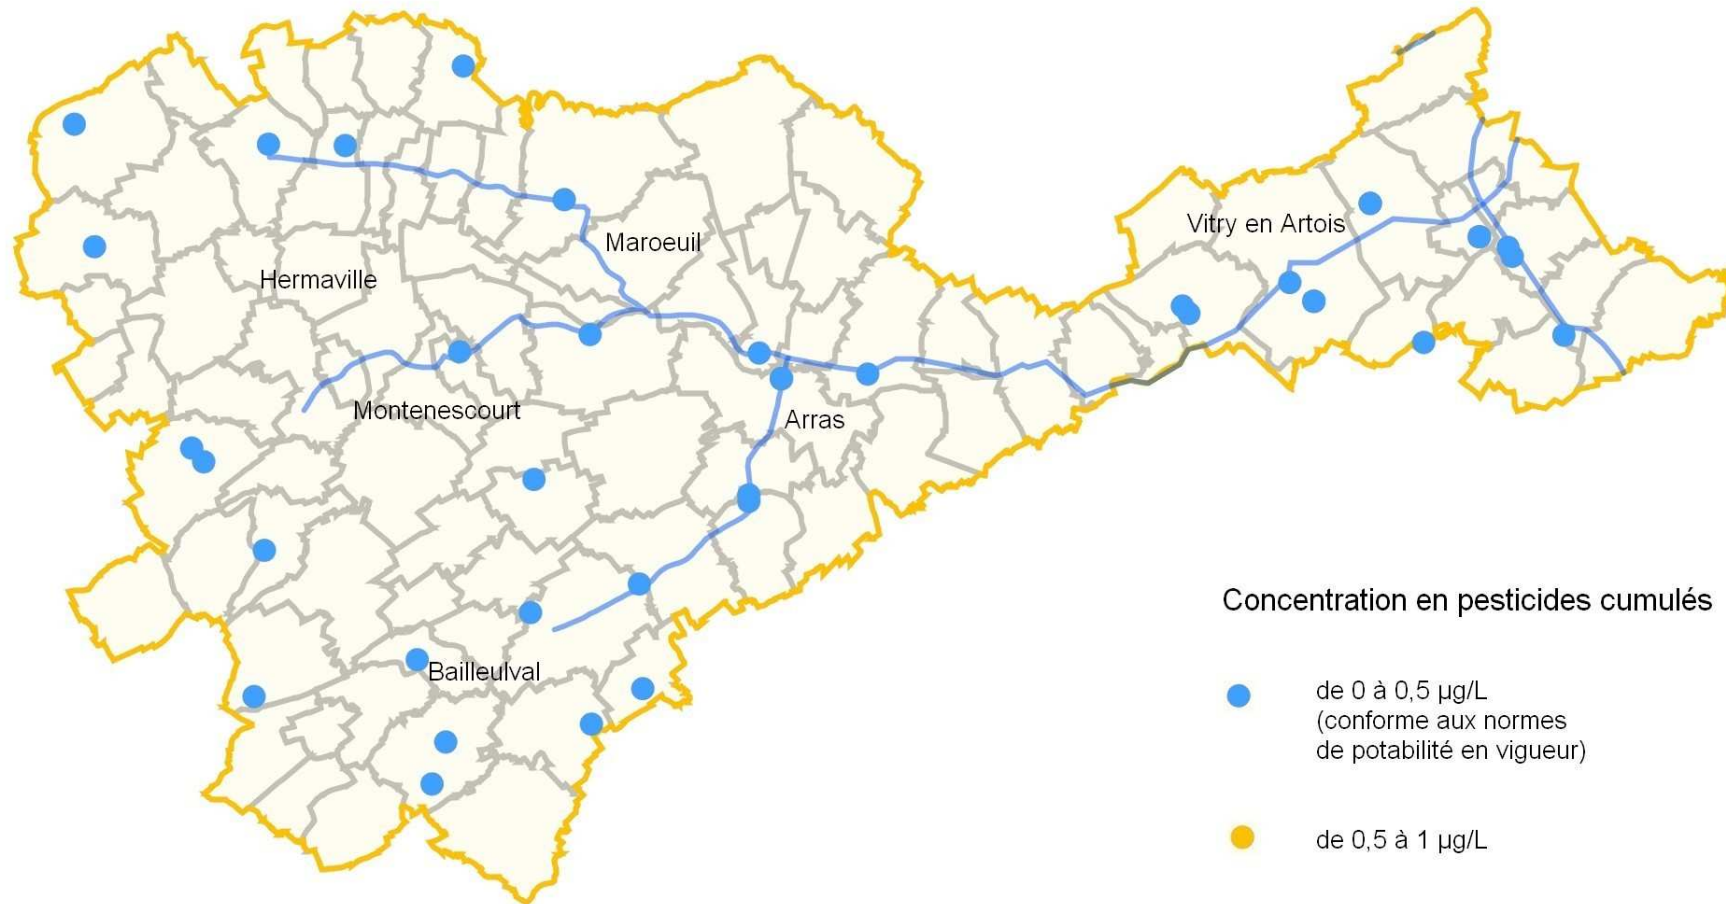 Vitry en Artois
Maroeuil
Hermaville
Montenescourt
Arras
Bailleulval
Concentration en pesticides cumulés
de 0 à 0,5 µg/L
(conforme aux normes
de potabilité en vigueur)
de 0,5 à 1 µg/L